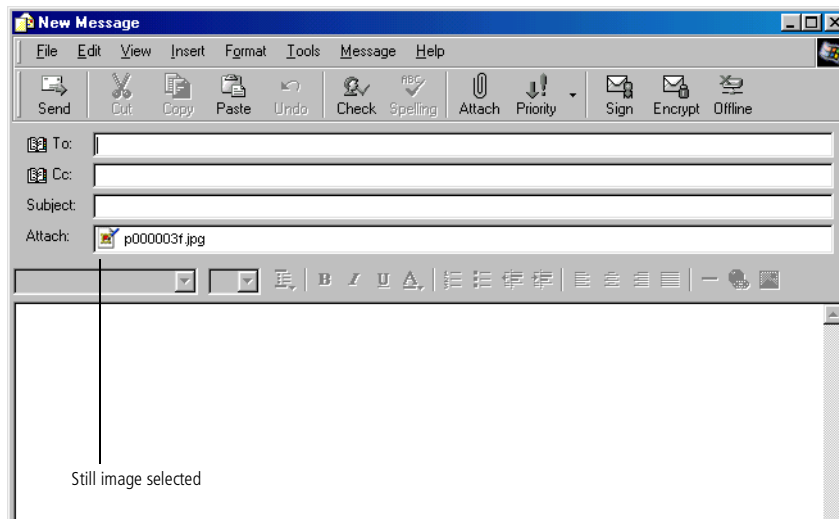 New Message
File Edit View Insert Format Tools Message Help
ABC
Send Cut Copy Paste Undo Check Spelling Attach Priority Sign Encrypt Offline
To:
Cc:
Subject:
Attach: p000003f.jpg
B I U A
Still image selected